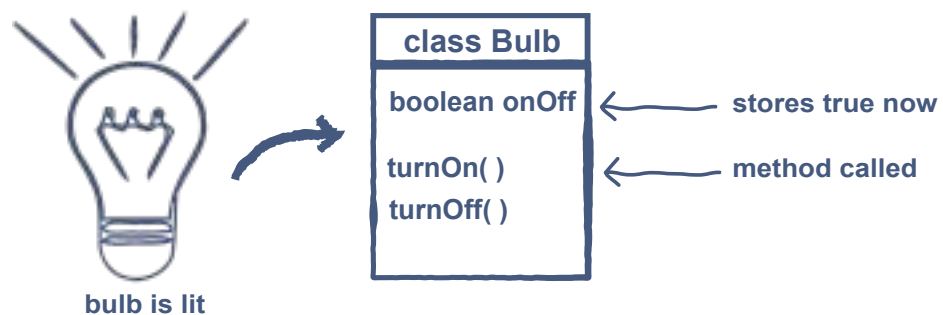 class Bulb
boolean onOff
stores true now
turnOn( )
method called
turnOff( )
bulb is lit